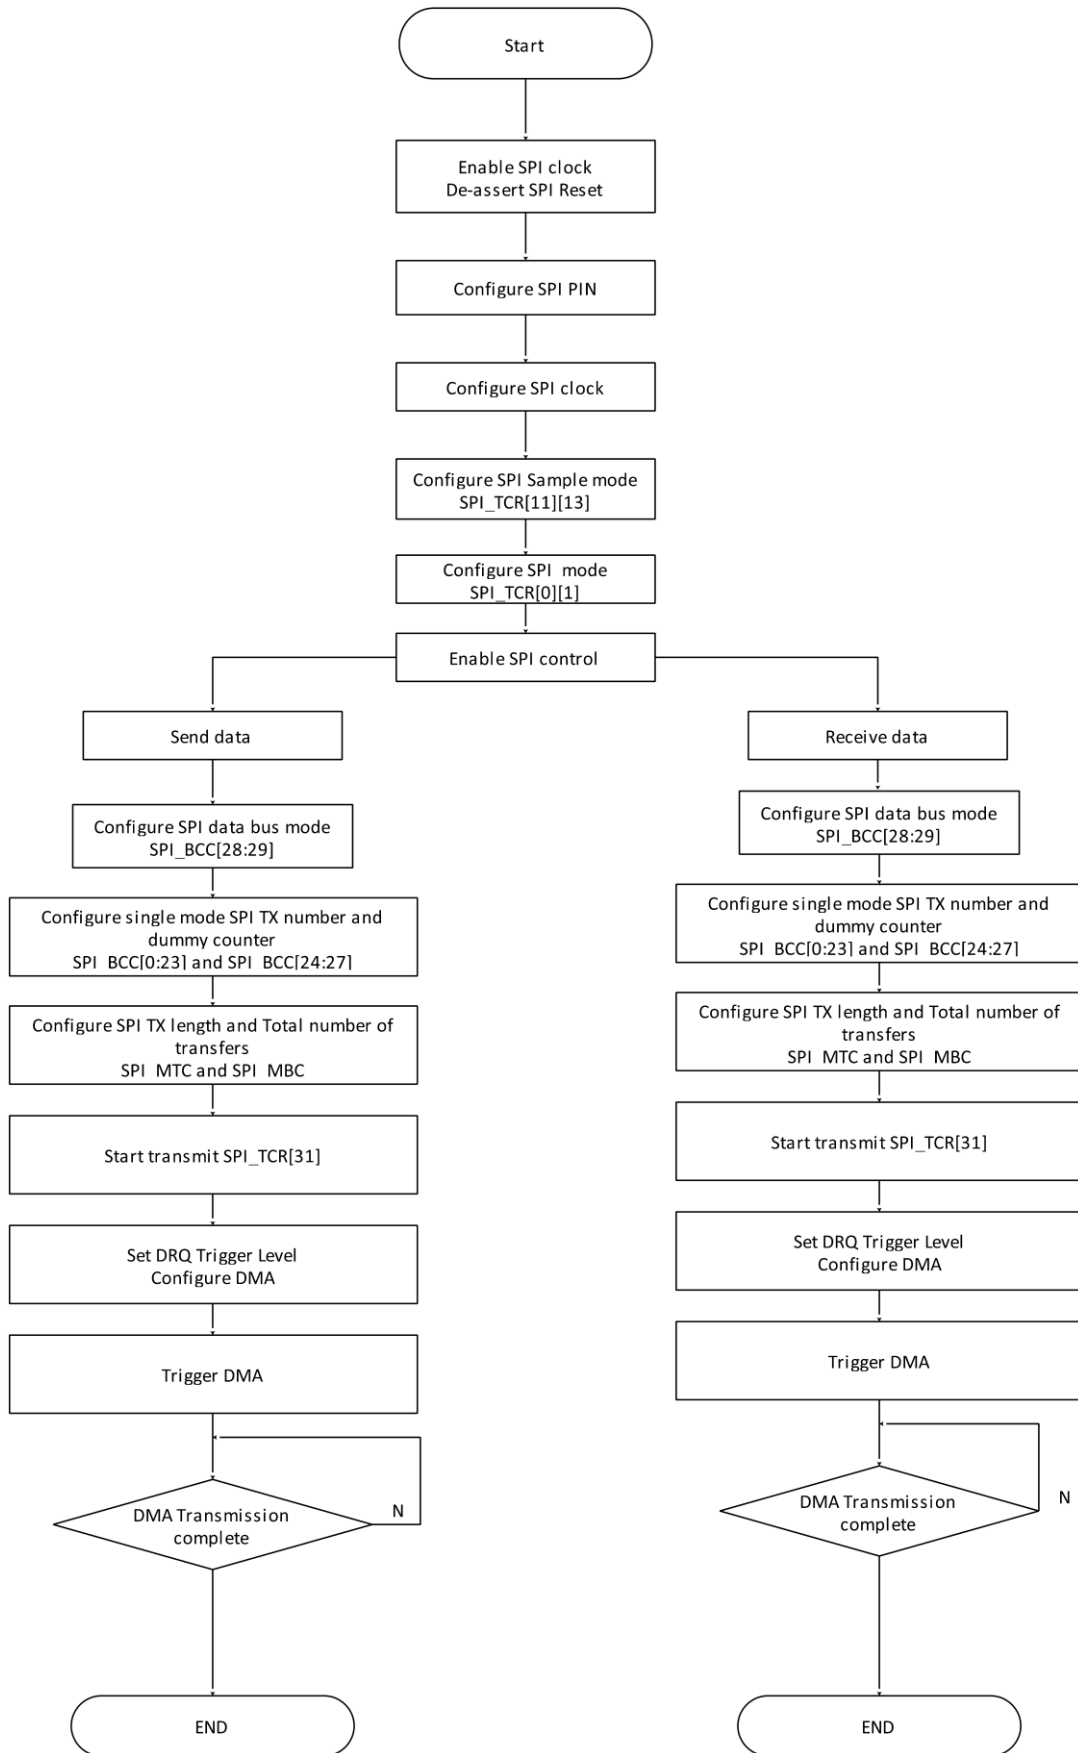 Start
Enable SPI clock
De-assert SPI Reset
Configure SPI PIN
Configure SPI clock
Configure SPI Sample mode
SPI_TCR[11][13]
Configure SPI mode
SPI_TCR[0][1]
Enable SPI control
Send data
Configure SPI data bus mode
SPI_BCC[28:29]
Configure single mode SPI TX number and
dummy counter
SPI_BCC[0:23] and SPI_BCC[24:27]
Configure SPI TX length and Total number of
transfers
SPI_MTC and SPI_MBC
Start transmit SPI_TCR[31]
Set DRQ Trigger Level
Configure DMA
Trigger DMA
DMA Transmission
complete
N
END
Receive data
Configure SPI data bus mode
SPI_BCC[28:29]
Configure single mode SPI TX number and
dummy counter
SPI_BCC[0:23] and SPI_BCC[24:27]
Configure SPI TX length and Total number of
transfers
SPI_MTC and SPI_MBC
Start transmit SPI_TCR[31]
Set DRQ Trigger Level
Configure DMA
Trigger DMA
DMA Transmission
complete
N
END